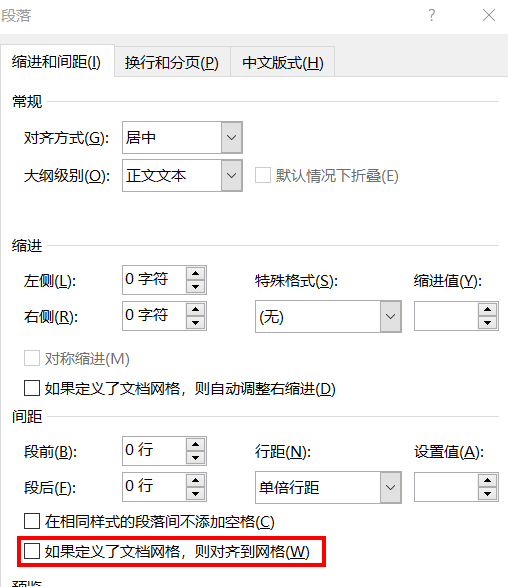 段落 ?
缩进和间距(I) 换行和分页(P) 中文版式(H)
常规
对齐方式(G): 居中
大纲级别(O): 正文文本 默认情况下折叠(E)
缩进
左侧(L): 0 字符 特殊格式(S): 缩进值(Y):
右侧(R): 0 字符 (无)
对称缩进(M)
如果定义了文档网格，则自动调整右缩进(D)
间距
段前(B): 0 行 行距(N): 设置值(A):
段后(F): 0 行 单倍行距
在相同样式的段落间不添加空格(C)
如果定义了文档网格，则对齐到网格(W)